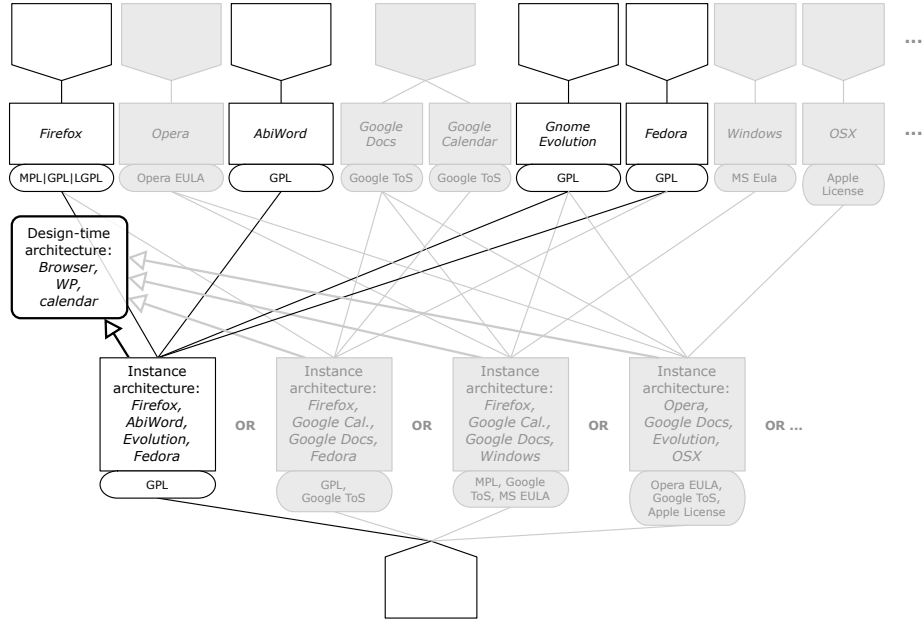 ...
Firefox
Opera
AbiWord
Google
Docs
Google
Calendar
Gnome
Evolution
Fedora
Windows
OSX
...
MPL|GPL|LGPL
Opera EULA
GPL
Google ToS
Google ToS
GPL
GPL
MS Eula
Apple
License
Design-time
architecture:
Browser,
WP,
calendar
Instance
architecture:
Firefox,
AbiWord,
Evolution,
Fedora
GPL
OR
Instance
architecture:
Firefox,
Google Cal.,
Google Docs,
Fedora
GPL,
Google ToS
OR
Instance
architecture:
Firefox,
Google Cal.,
Google Docs,
Windows
MPL, Google
ToS, MS EULA
OR
Instance
architecture:
Opera,
Google Docs,
Evolution,
OSX
Opera EULA,
Google ToS,
Apple License
OR ...